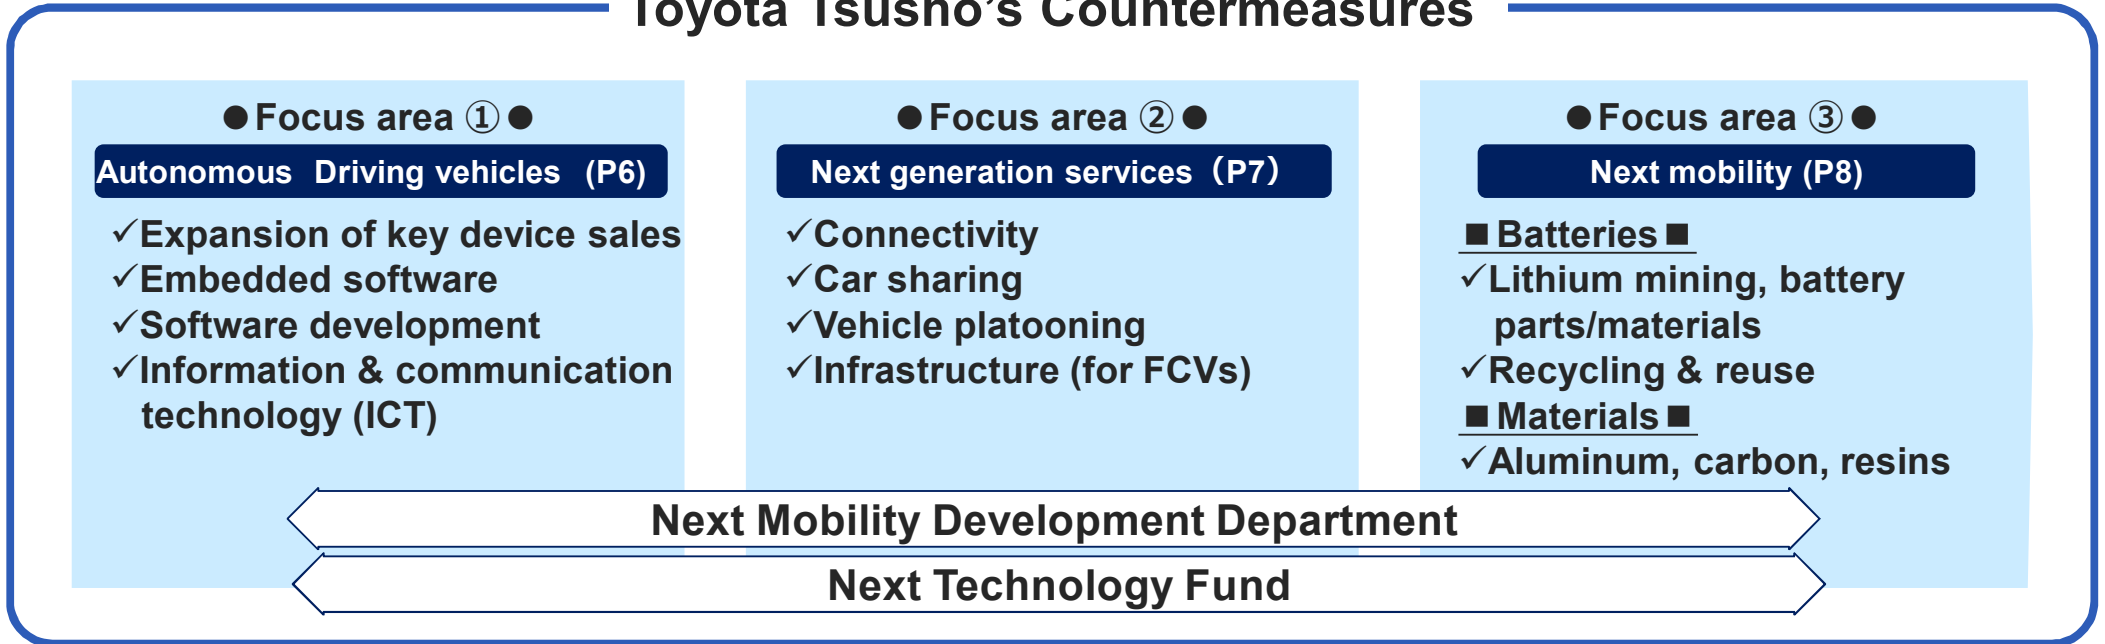 Toyota Tsusho's Countermeasures
●Focus area ①●
Autonomous Driving vehicles (P6)
✓Expansion of key device sales
✓Embedded software
✓Software development
✓Information & communication
technology (ICT)
●Focus area ②●
Next generation services（P7）
✓Connectivity
✓Car sharing
✓Vehicle platooning
✓Infrastructure (for FCVs)
●Focus area ③●
Next mobility (P8)
■Batteries■
✓Lithium mining, battery
parts/materials
✓Recycling & reuse
■Materials■
✓Aluminum, carbon, resins
Next Mobility Development Department
Next Technology Fund